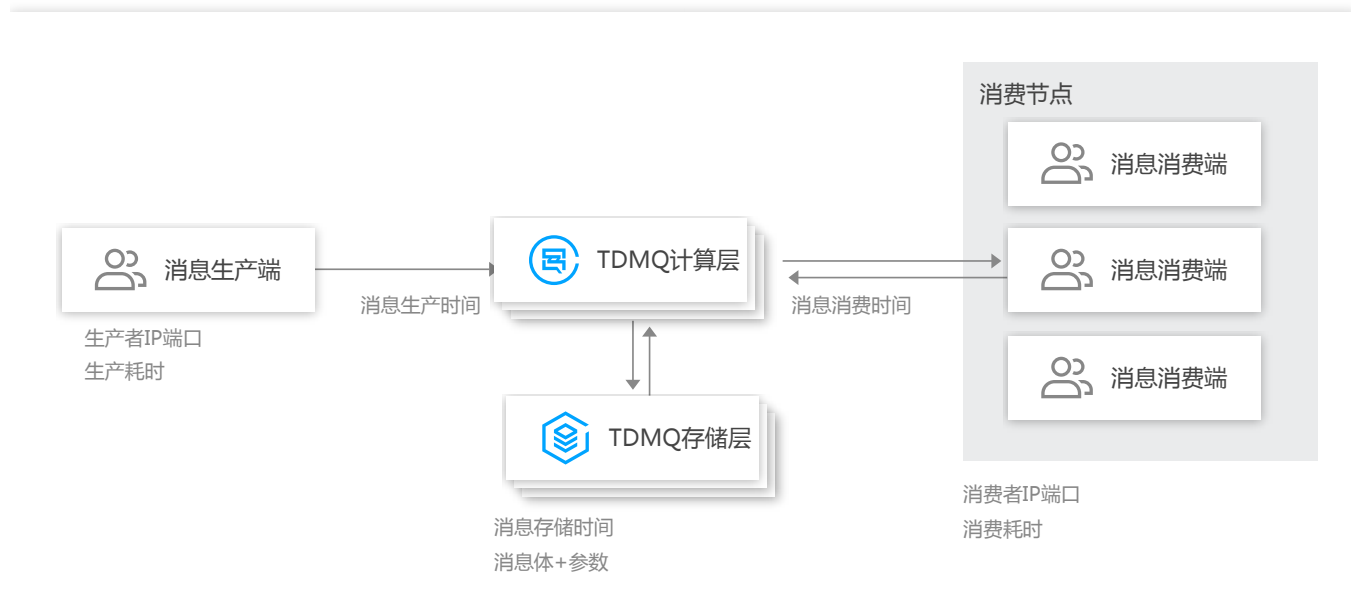 消费节点
消息消费端
消息生产端
TDMQ计算层
消息消费端
消息生产时间
消息消费时间
生产者IP端口
生产耗时
消息消费端
TDMQ存储层
消费者IP端口
消息存储时间
消费耗时
消息体+参数